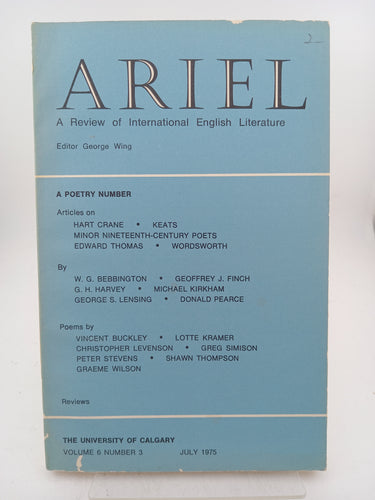 2
ARIEL
A Review of International English Literature
Editor George Wing
A POETRY NUMBER
Articles on
HART CRANE • KEATS
MINOR NINETEENTH-CENTURY POETS
EDWARD THOMAS • WORDSWORTH
By
W. G. BEBBINGTON • GEOFFREY J. FINCH
G. H. HARVEY • MICHAEL KIRKHAM
GEORGE S. LENSING • DONALD PEARCE
Poems by
VINCENT BUCKLEY • LOTTE KRAMER
CHRISTOPHER LEVENSON • GREG SIMISON
PETER STEVENS • SHAWN THOMPSON
GRAEME WILSON
Reviews
THE UNIVERSITY OF CALGARY
VOLUME 6 NUMBER 3 JULY 1975